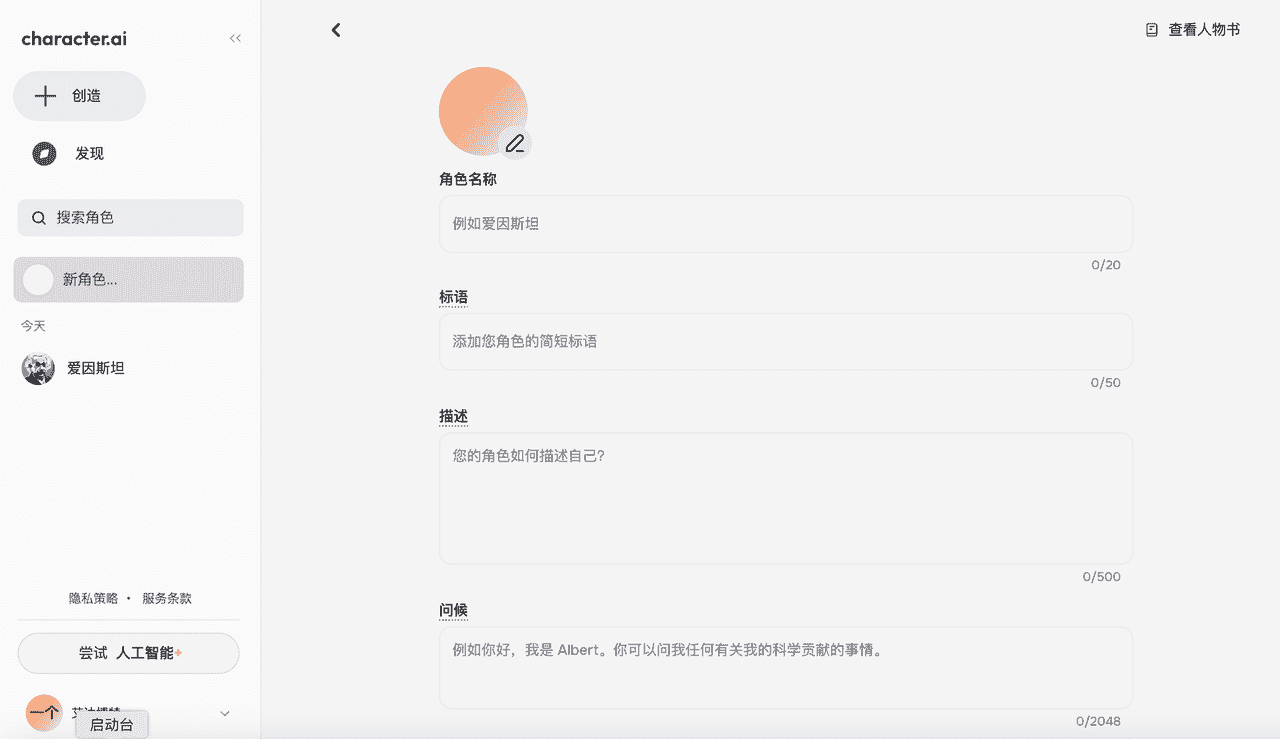 character.ai
创造
发现
搜索角色
新角色...
今天
爱因斯坦
隐私策略 • 服务条款
尝试 人工智能+
一个
启动台
查看人物书
角色名称
例如爱因斯坦
0/20
标语
添加您角色的简短标语
0/50
描述
您的角色如何描述自己?
0/500
问候
例如你好，我是 Albert。你可以问我任何有关我的科学贡献的事情。
0/2048